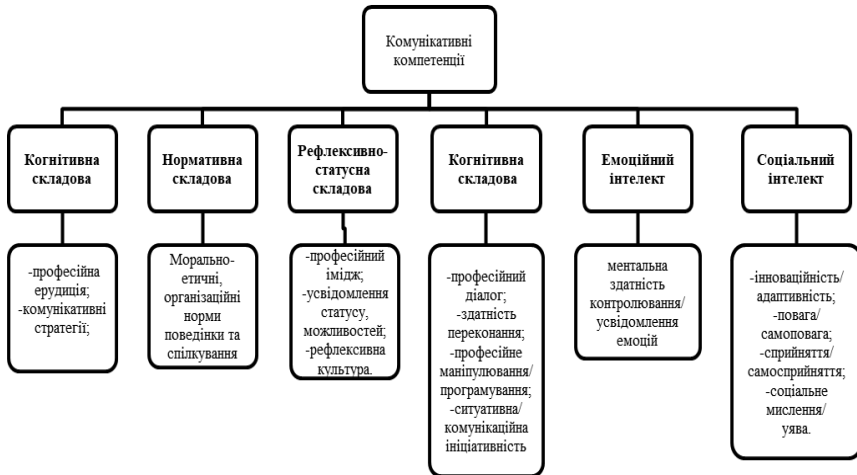 Комунікативні
компетенції
Когнітивна
складова
Нормативна
складова
Рефлексивно-
статусна
складова
Когнітивна
складова
Емоційний
інтелект
Соціальний
інтелект
-професійна
ерудиція;
-комунікативні
стратегії;
Морально-
етичні,
організаційні
норми
поведінки та
спілкування
-професійний
імідж;
-усвідомлення
статусу,
можливостей;
-рефлексивна
культура.
-професійний
діалог;
-здатність
переконання;
-професійне
маніпулювання/
програмування;
-ситуативна/
комунікаційна
ініціативність
ментальна
здатність
контролювання/
усвідомлення
емоцій
-інноваційність/
адаптивність;
-повага/
самоповага;
-сприйняття/
самосприйняття;
-соціальне
мислення/
уява.